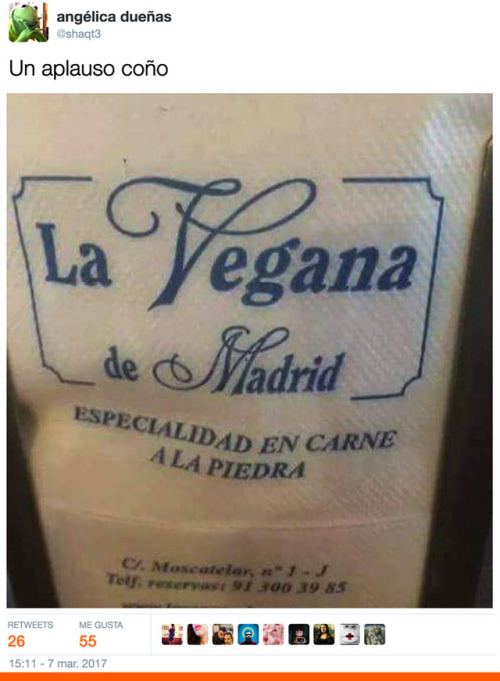 angélica dueñas
@shaqt3
Un aplauso coño
La Vegana
de Madrid
ESPECIALIDAD EN CARNE
A LA PIEDRA
C/. Moscatelar, nº 1 - J
Telf. reservas: 91 300 39 85
RETWEETS
ME GUSTA
26
55
15:11 - 7 mar. 2017